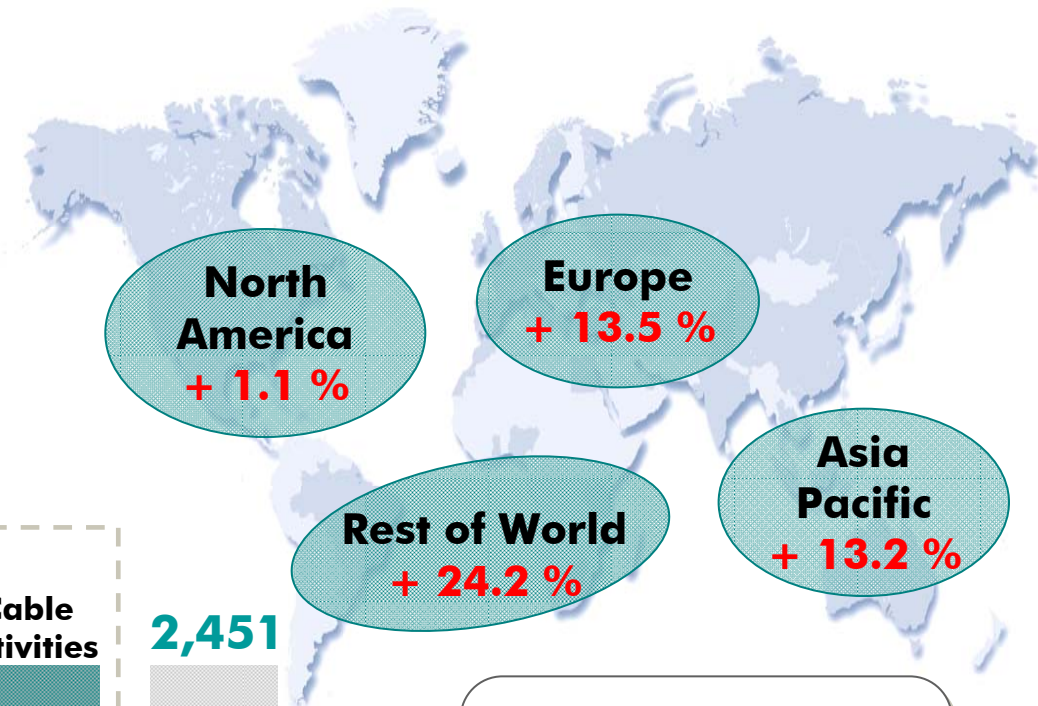 North
America
+ 1.1 %
Europe
+ 13.5 %
Asia
Pacific
+ 13.2 %
Rest of World
+ 24.2 %
2,451